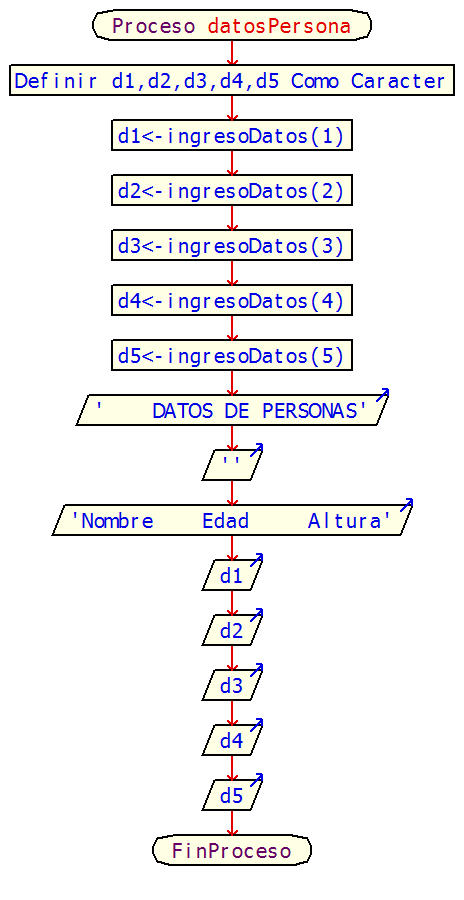 Proceso datosPersona
Definir d1,d2,d3,d4,d5 Como Caracter
d1<-ingresoDatos(1)
d2<-ingresoDatos(2)
d3<-ingresoDatos(3)
d4<-ingresoDatos(4)
d5<-ingresoDatos(5)
'    DATOS DE PERSONAS'
''
'Nombre    Edad     Altura'
d1
d2
d3
d4
d5
FinProceso